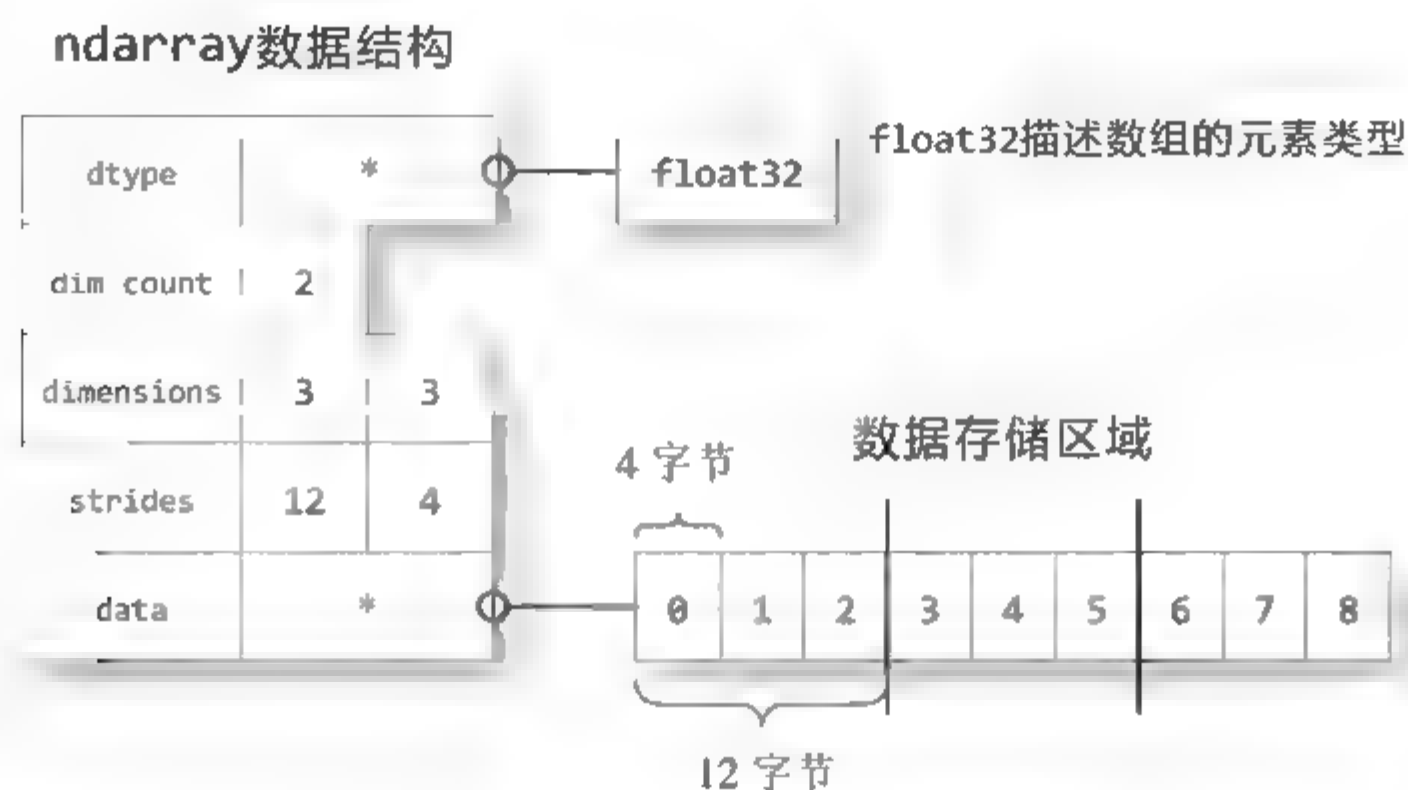 ndarray数据结构
dtype * float32 float32描述数组的元素类型
dim count 2
dimensions 3 3
数据存储区域
4 字节
strides 12 4
data * 0 1 2 3 4 5 6 7 8
12 字节